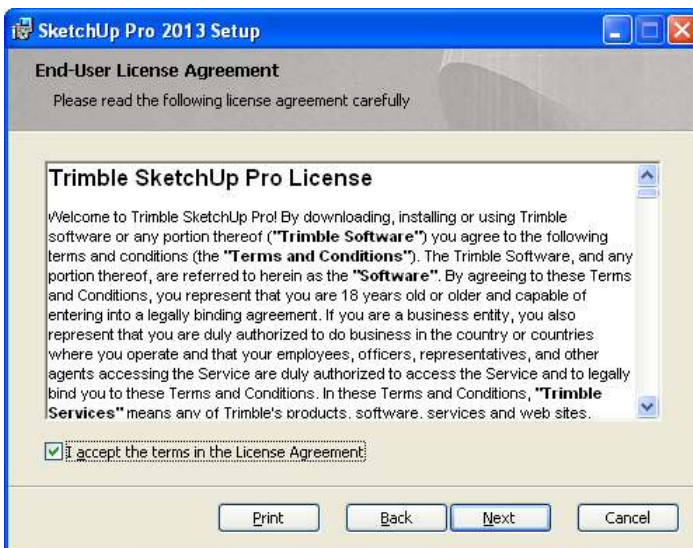 SketchUp Pro 2013 Setup
End-User License Agreement
Please read the following license agreement carefully
Trimble SketchUp Pro License
Welcome to Trimble SketchUp Pro! By downloading, installing or using Trimble
software or any portion thereof ("Trimble Software") you agree to the following
terms and conditions (the "Terms and Conditions"). The Trimble Software, and any
portion thereof, are referred to herein as the "Software". By agreeing to these Terms
and Conditions, you represent that you are 18 years old or older and capable of
entering into a legally binding agreement. If you are a business entity, you also
represent that you are duly authorized to do business in the country or countries
where you operate and that your employees, officers, representatives, and other
agents accessing the Service are duly authorized to access the Service and to legally
bind you to these Terms and Conditions. In these Terms and Conditions, "Trimble
Services" means any of Trimble's products, software, services and web sites.
I accept the terms in the License Agreement
Print Back Next Cancel